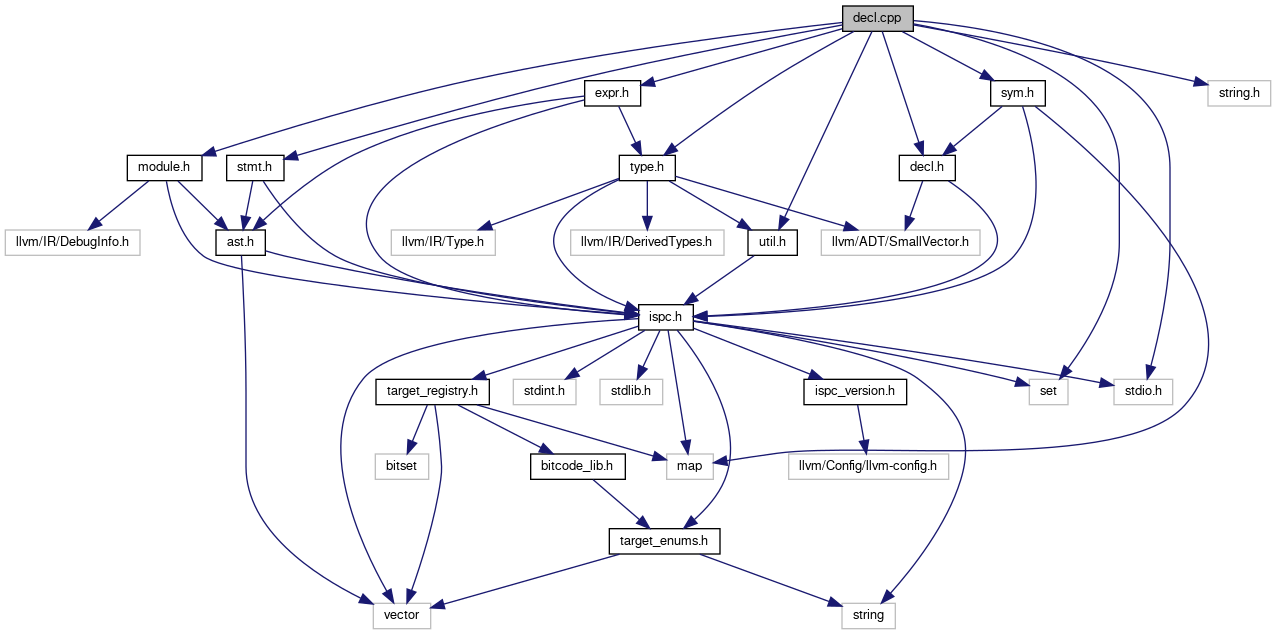 decl.cpp
expr.h
sym.h
string.h
module.h
stmt.h
type.h
decl.h
llvm/IR/DebugInfo.h
ast.h
llvm/IR/Type.h
llvm/IR/DerivedTypes.h
util.h
llvm/ADT/SmallVector.h
ispc.h
target_registry.h
stdint.h
stdlib.h
ispc_version.h
set
stdio.h
bitset
bitcode_lib.h
map
llvm/Config/llvm-config.h
target_enums.h
vector
string